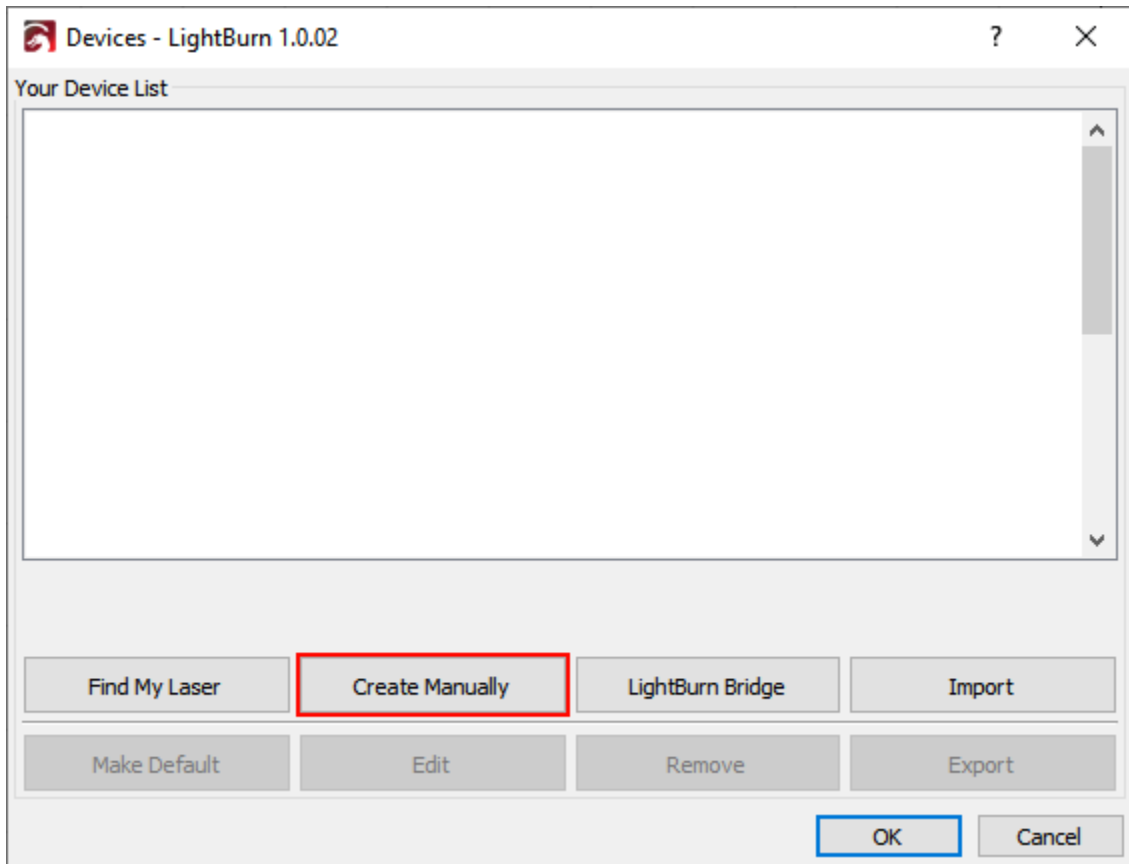 Devices - LightBurn 1.0.02 ?
Your Device List
Find My Laser Create Manually LightBurn Bridge Import
Make Default Edit Remove Export
OK Cancel